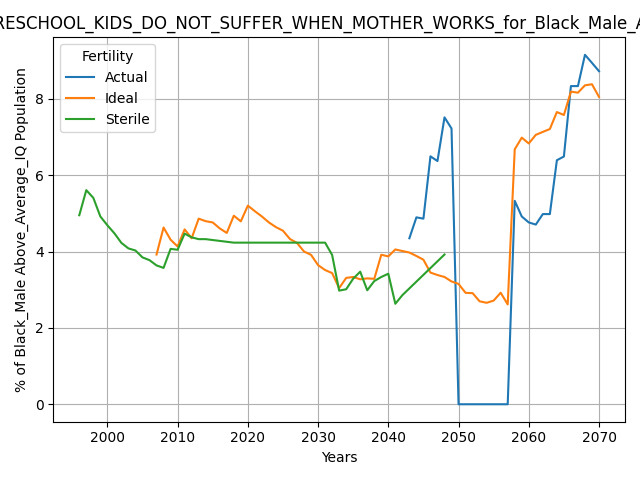 RESCHOOL_KIDS_DO_NOT_SUFFER_WHEN_MOTHER_WORKS_for_Black_Male_A
Fertility
Actual
Ideal
Sterile
% of Black_Male Above_Average_IQ Population
8
6
4
2
0
2000 2010 2020 2030 2040 2050 2060 2070
Years